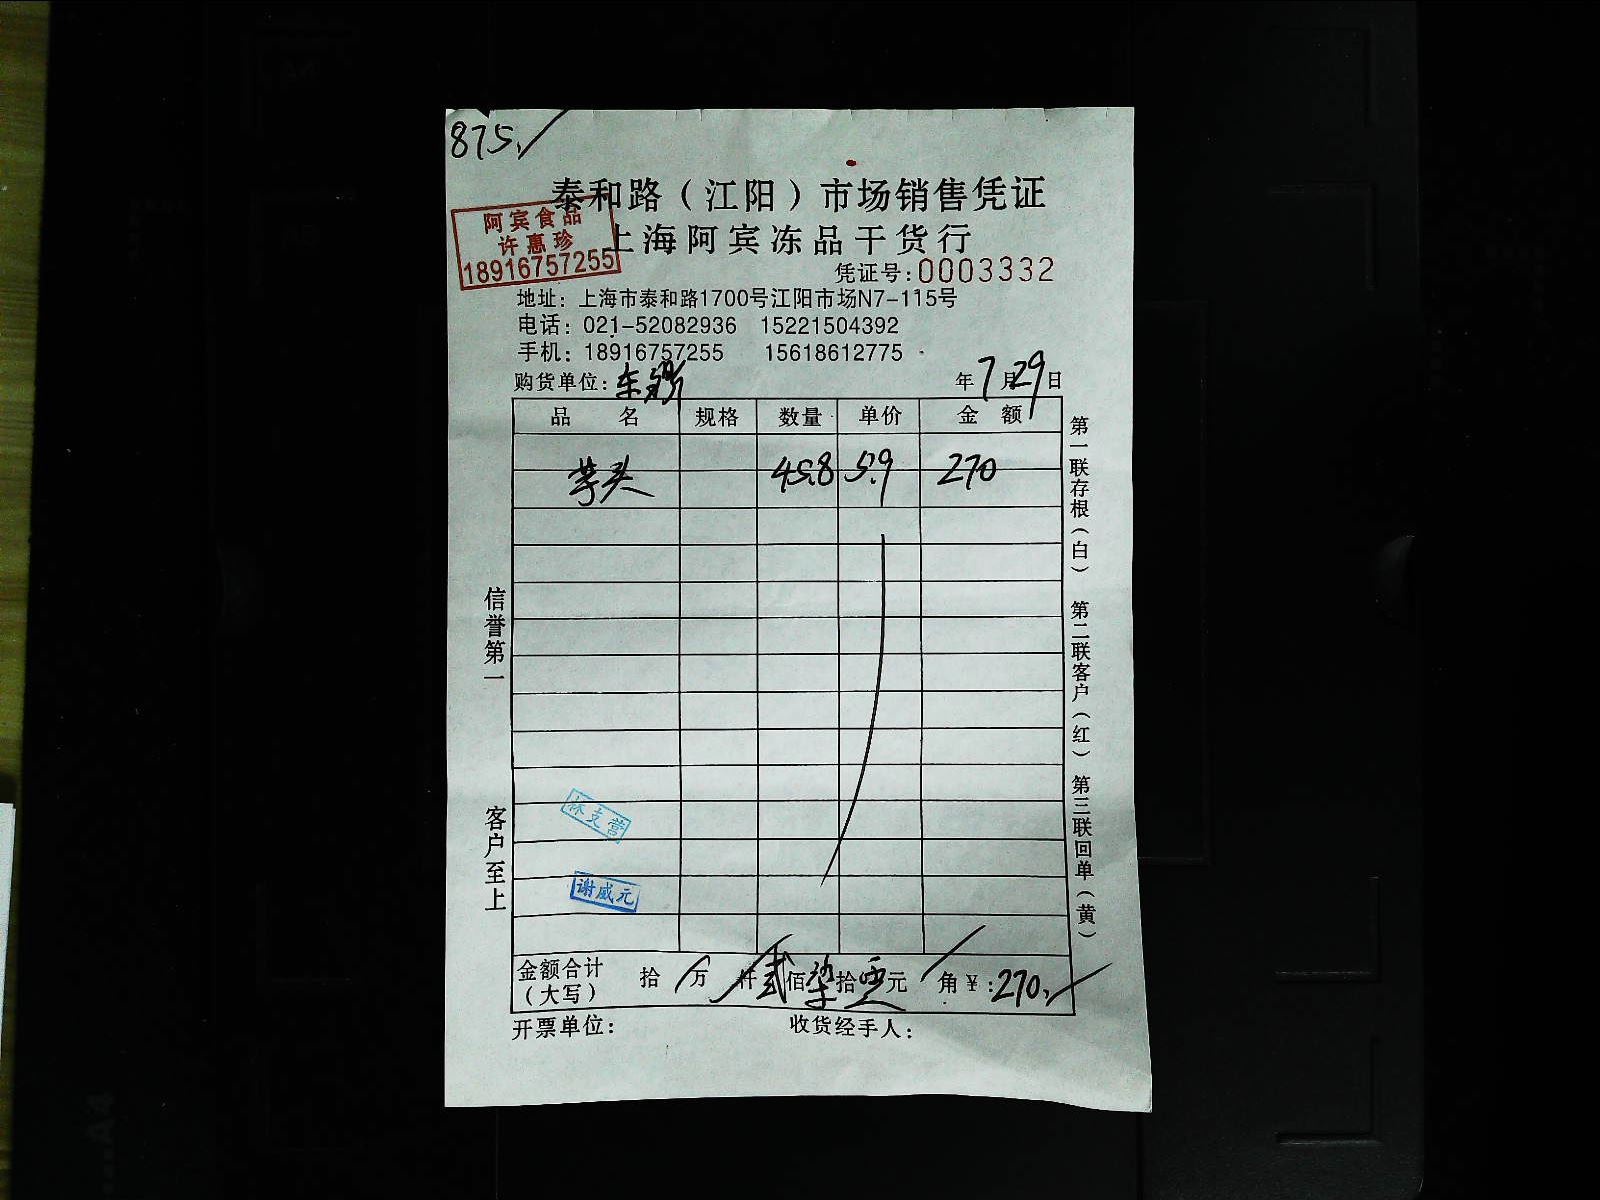 875.
泰和路（江阳）市场销售凭证
上海阿宾冻品干货行
阿宾食品
许惠珍
18916757255
凭证号：0003332
地址：上海市泰和路1700号江阳市场N7-115号
电话：021-52082936 15221504392
手机：18916757255 15618612775
购货单位： 年7月29日
品名 规格 数量 单价 金额
芋头 45.8 5.9 270
信誉第一
客户至上
第一联存根（白） 第二联客户（红） 第三联回单（黄）
谢威元
金额合计（大写） 拾 万 仟 贰佰 柒拾 零元 角 ¥：270.
开票单位： 收货经手人：